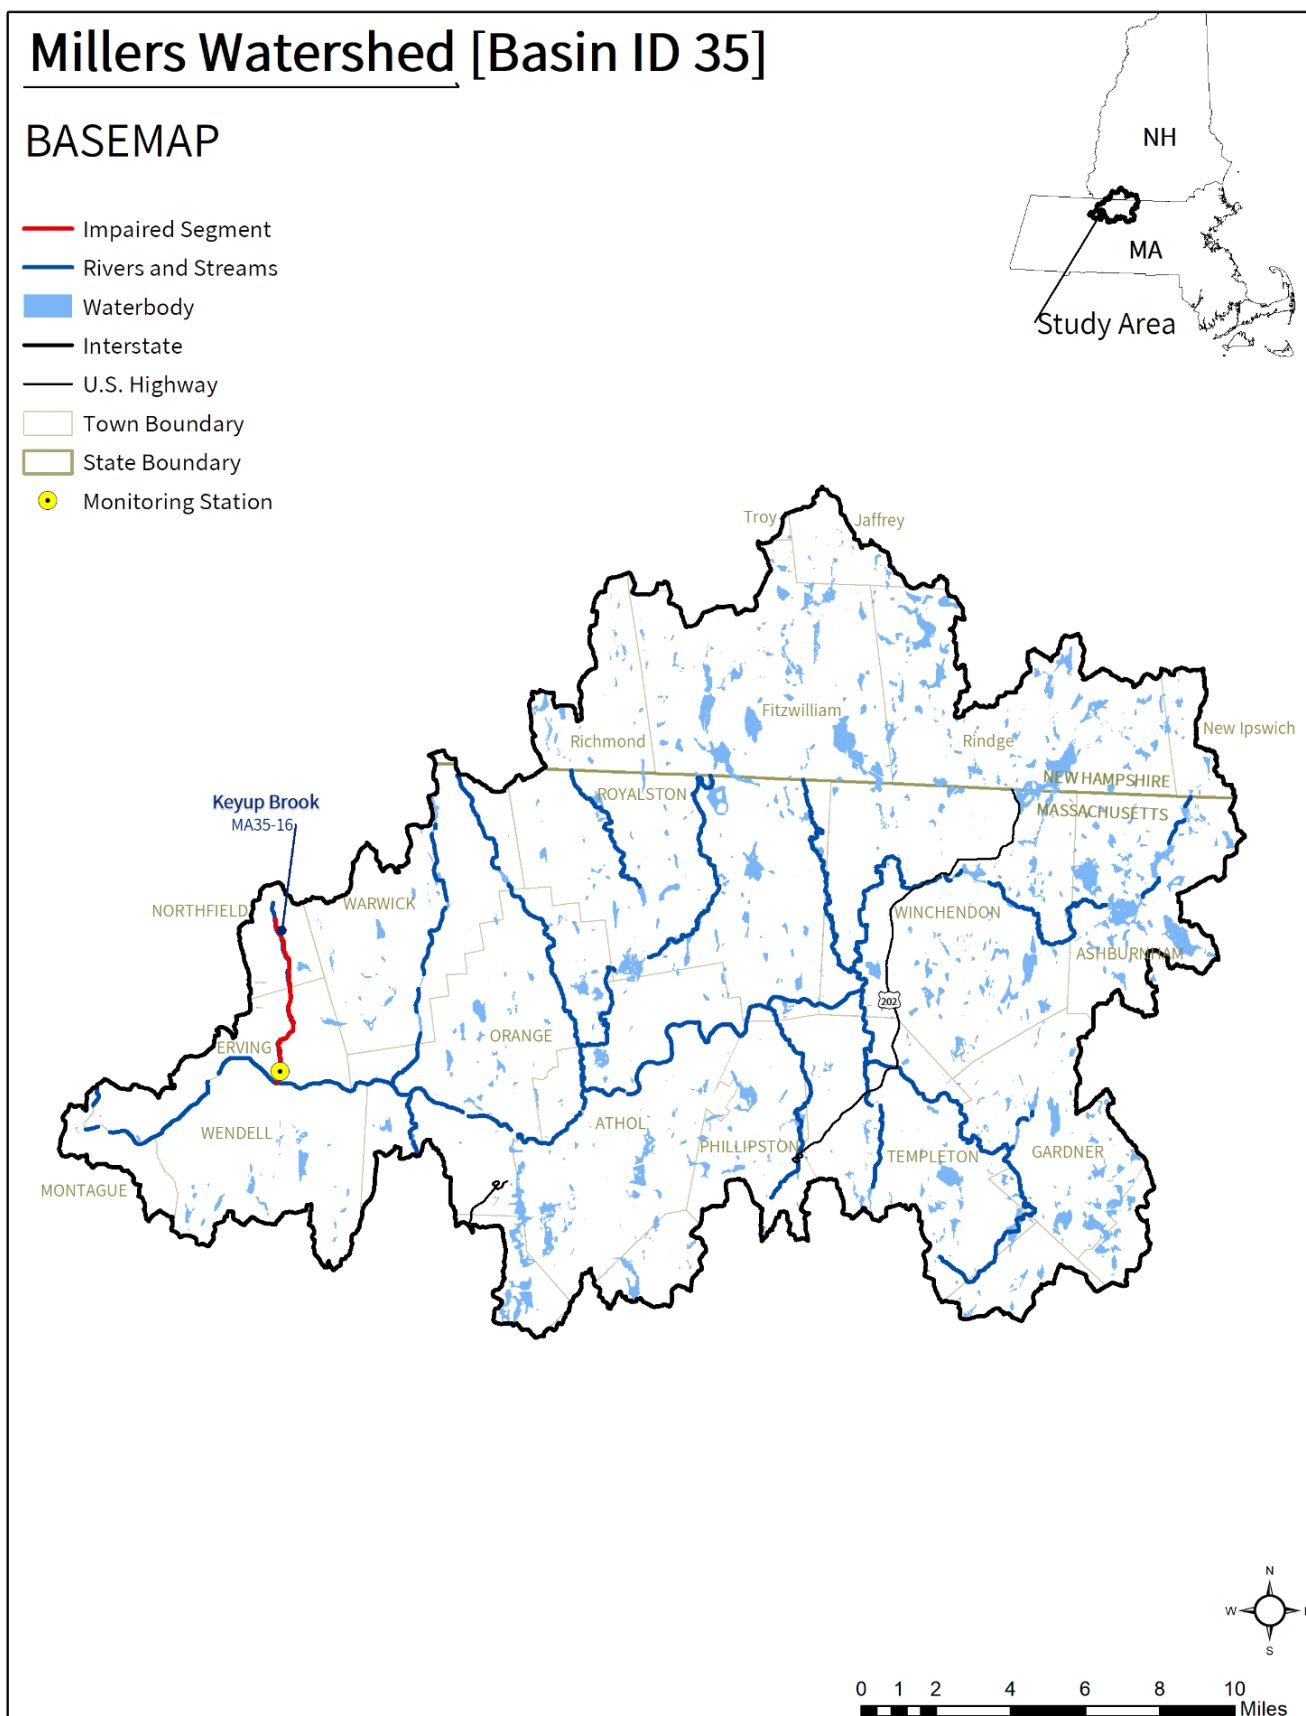 Millers Watershed [Basin ID 35]
BASEMAP
NH
MA
Study Area
Impaired Segment
Rivers and Streams
Waterbody
Interstate
U.S. Highway
Town Boundary
State Boundary
Monitoring Station
Troy
Jaffrey
Fitzwilliam
Richmond
Rindge
New Ipswich
NEW HAMPSHIRE
MASSACHUSETTS
ROYALSTON
Keyup Brook
MA35-16
NORTHFIELD
WARWICK
WINCHENDON
ASHBURNHAM
202
ORANGE
ERVING
WENDELL
ATHOL
PHILLIPSTON
TEMPLETON
GARDNER
MONTAGUE
N
W
S
0 1 2 4 6 8 10
Miles